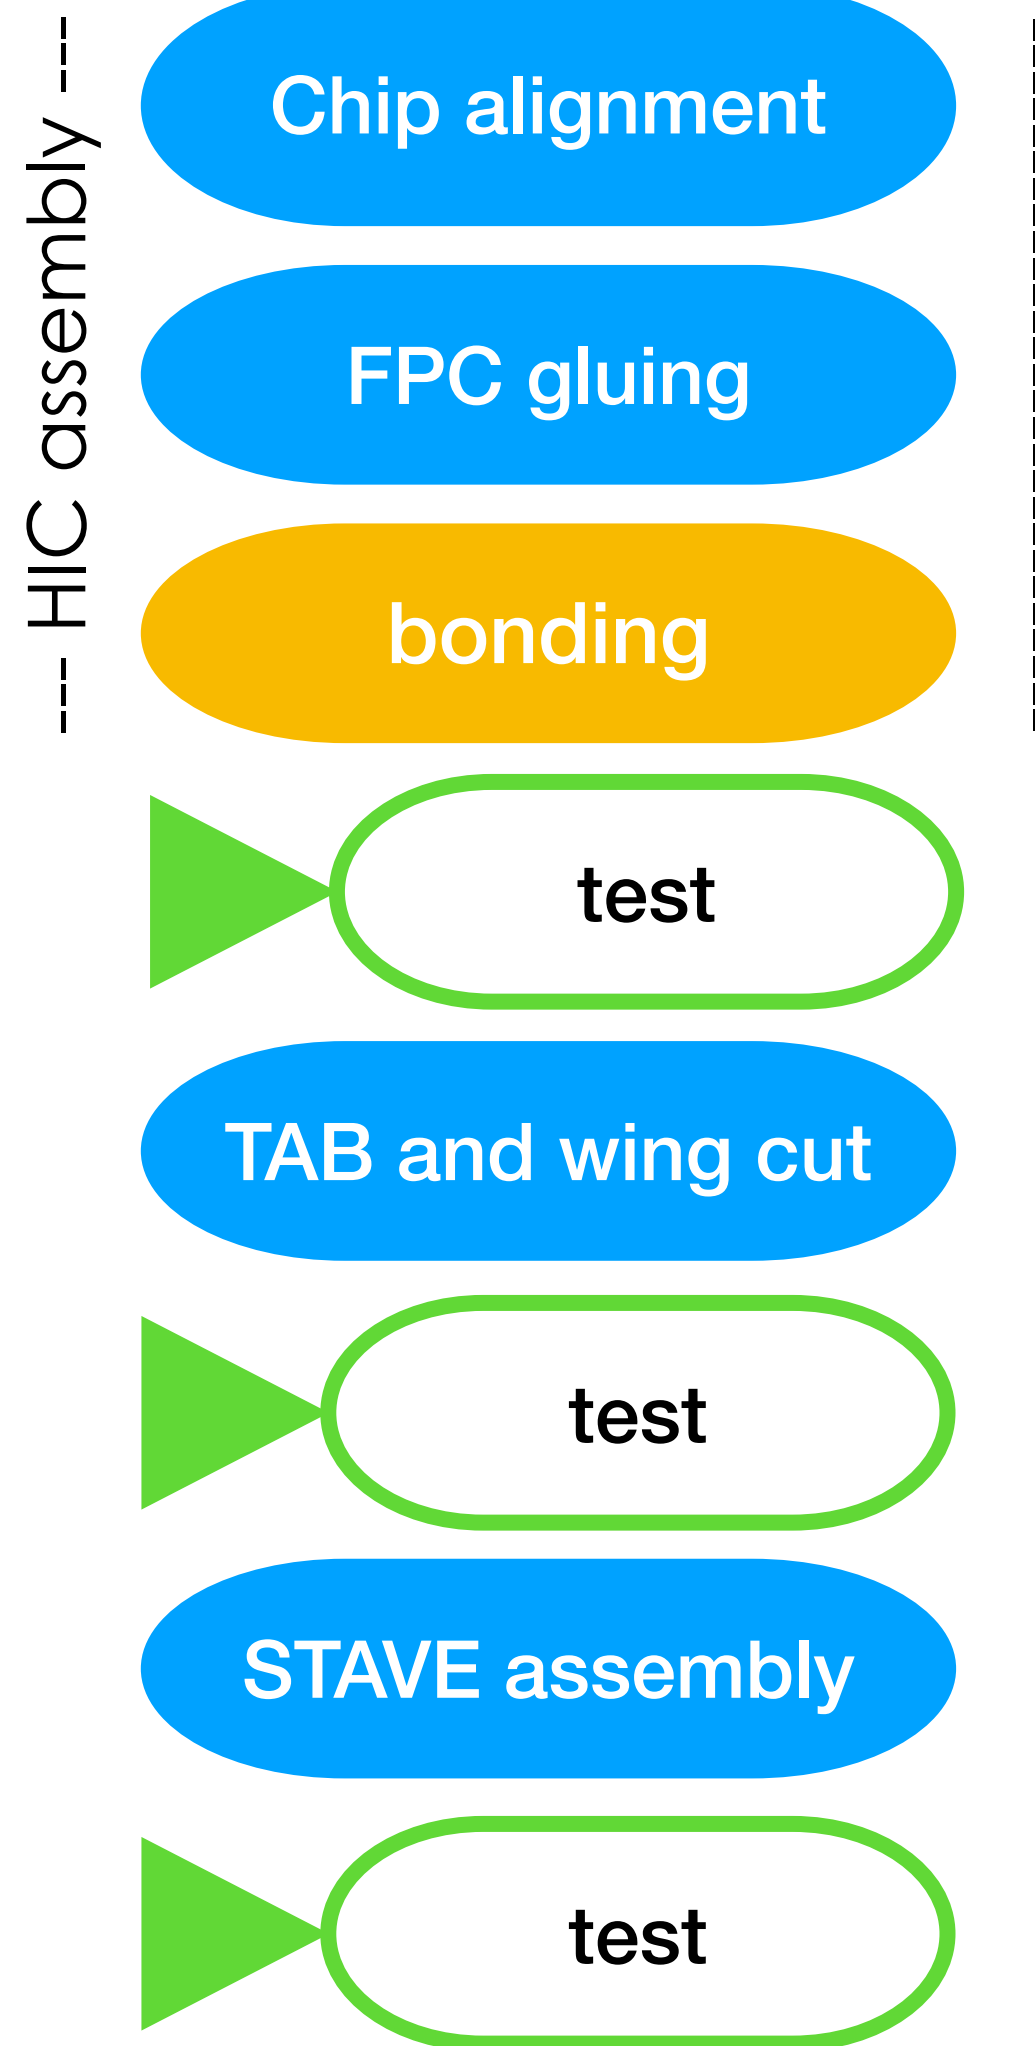 --- HIC assembly ---
Chip alignment
FPC gluing
bonding
test
TAB and wing cut
test
STAVE assembly
test